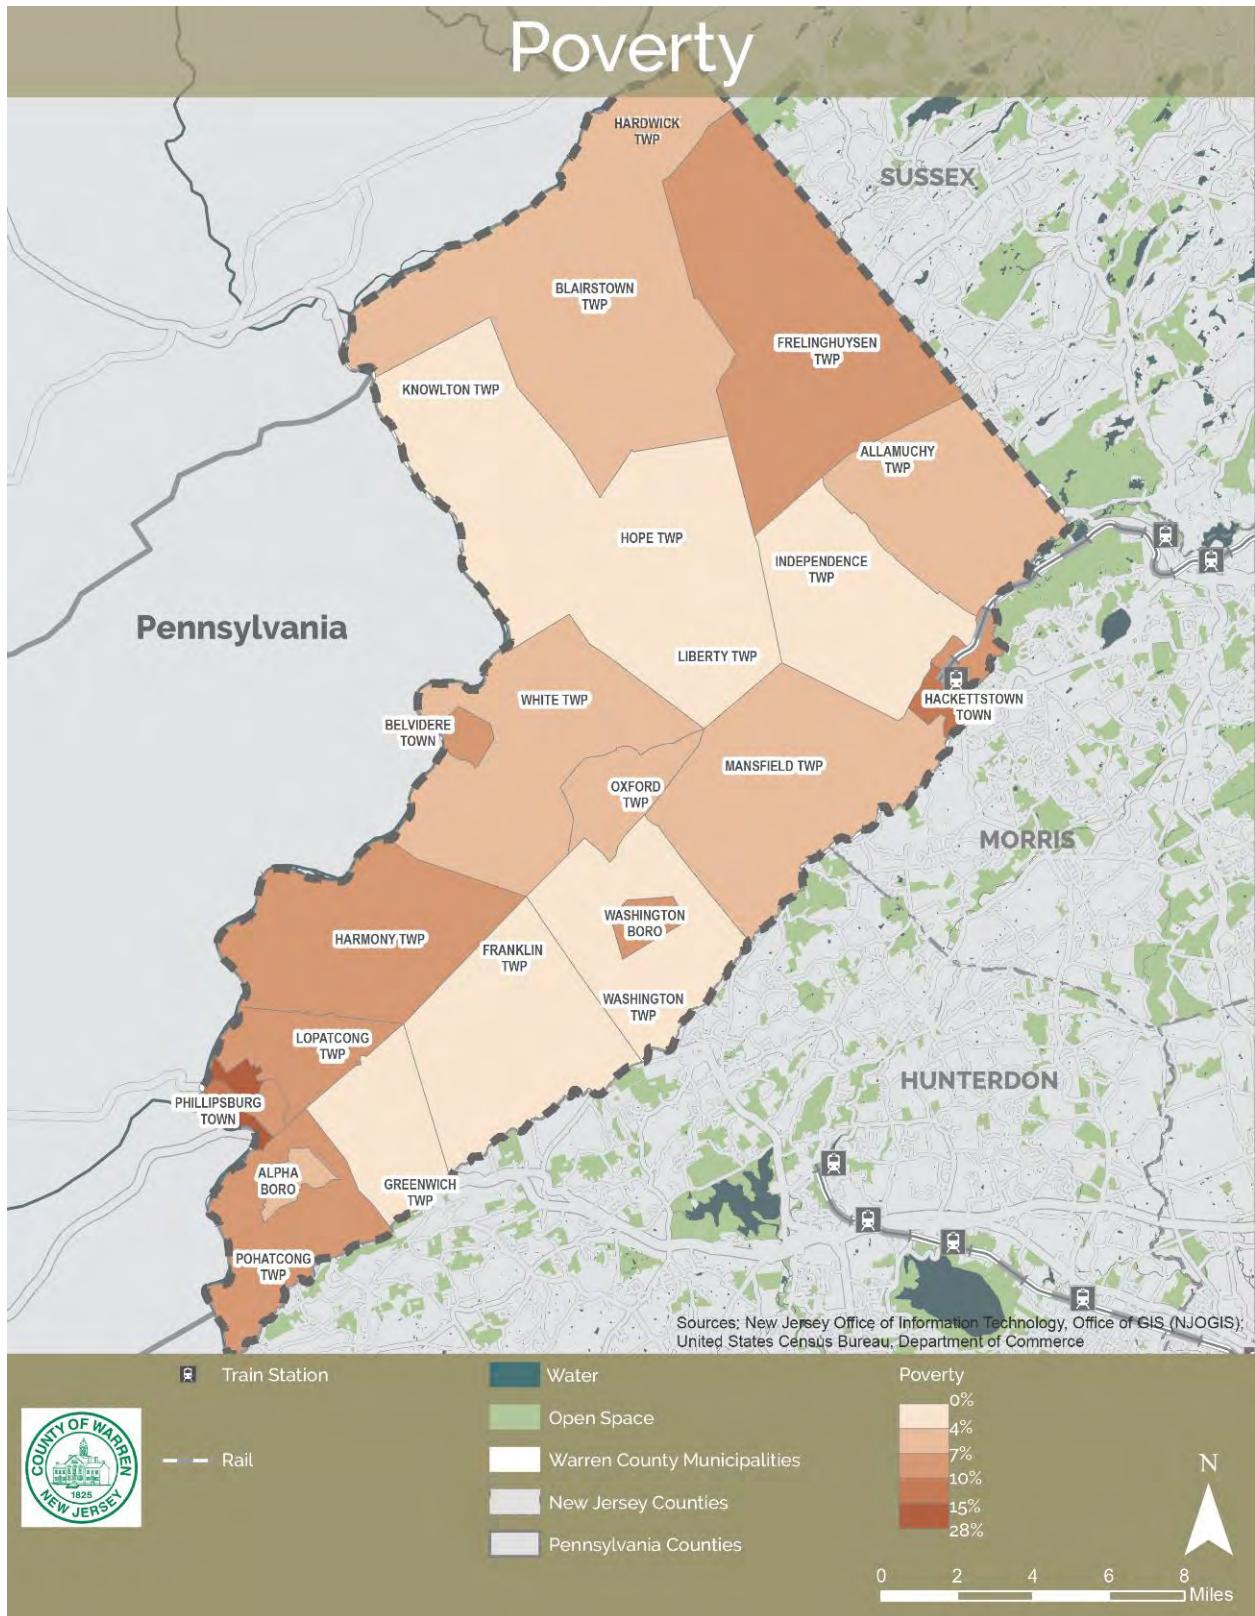 Poverty
HARDWICK
TWP
SUSSEX
BLAIRSTOWN
TWP
FRELINGHUYSEN
TWP
KNOWLTON TWP
ALLAMUCHY
TWP
HOPE TWP
INDEPENDENCE
TWP
Pennsylvania
LIBERTY TWP
WHITE TWP
HACKETTSTOWN
TOWN
BELVIDERE
TOWN
MANSFIELD TWP
OXFORD
TWP
MORRIS
WASHINGTON
BORO
HARMONY TWP
FRANKLIN
TWP
WASHINGTON
TWP
LOPATCONG
TWP
HUNTERDON
PHILLIPSBURG
TOWN
ALPHA
BORO
GREENWICH
TWP
POHATCONG
TWP
Sources; New Jersey Office of Information Technology, Office of GIS (NJOGIS);
United States Census Bureau, Department of Commerce
Train Station
Rail
COUNTY OF WARREN
1825
NEW JERSEY
Water
Open Space
Warren County Municipalities
New Jersey Counties
Pennsylvania Counties
Poverty
0%
4%
7%
10%
15%
28%
N
0 2 4 6 8
Miles